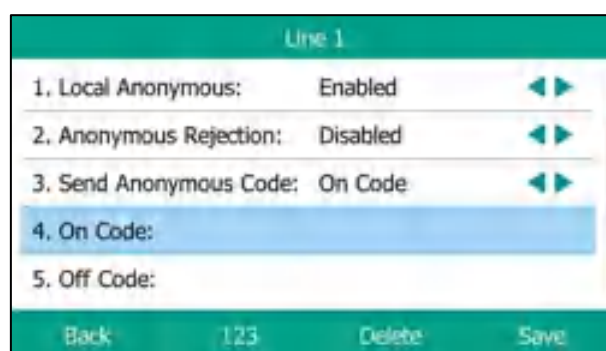 Line 1
1. Local Anonymous: Enabled
2. Anonymous Rejection: Disabled
3. Send Anonymous Code: On Code
4. On Code:
5. Off Code:
Back 123 Delete Save